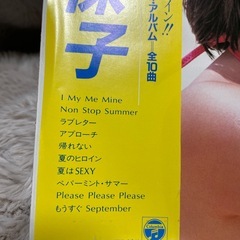 子
イン!!
・アルバム 全10曲
I My Me Mine
Non Stop Summer
ラブレター
アプローチ
帰れない
夏のヒロイン
夏はSEXY
ペパーミント・サマー
Please Please Please
もうすぐ September
Columbia